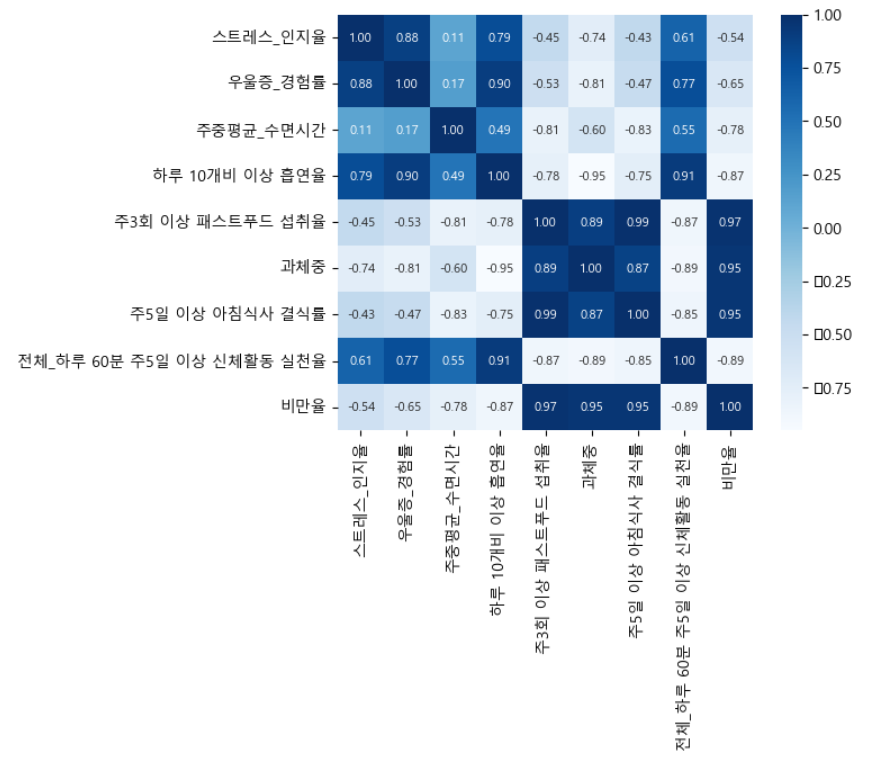 스트레스_인지율 1.00 0.88 0.11 0.79 -0.45 -0.74 -0.43 0.61 -0.54
우울증_경험률 0.88 1.00 0.17 0.90 -0.53 -0.81 -0.47 0.77 -0.65
주중평균_수면시간 0.11 0.17 1.00 0.49 -0.81 -0.60 -0.83 0.55 -0.78
하루 10개비 이상 흡연율 0.79 0.90 0.49 1.00 -0.78 -0.95 -0.75 0.91 -0.87
주3회 이상 패스트푸드 섭취율 -0.45 -0.53 -0.81 -0.78 1.00 0.89 0.99 -0.87 0.97
과체중 -0.74 -0.81 -0.60 -0.95 0.89 1.00 0.87 -0.89 0.95
주5일 이상 아침식사 결식률 -0.43 -0.47 -0.83 -0.75 0.99 0.87 1.00 -0.85 0.95
전체_하루 60분 주5일 이상 신체활동 실천율 0.61 0.77 0.55 0.91 -0.87 -0.89 -0.85 1.00 -0.89
비만율 -0.54 -0.65 -0.78 -0.87 0.97 0.95 0.95 -0.89 1.00
스트레스_인지율
우울증_경험률
주중평균_수면시간
하루 10개비 이상 흡연율
주3회 이상 패스트푸드 섭취율
과체중
주5일 이상 아침식사 결식률
전체_하루 60분 주5일 이상 신체활동 실천율
비만율
1.00
0.75
0.50
0.25
0.00
▯0.25
▯0.50
▯0.75